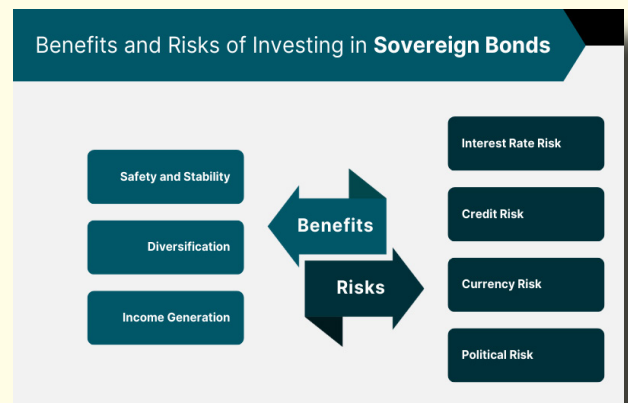 Benefits and Risks of Investing in Sovereign Bonds
Safety and Stability
Diversification
Income Generation
Benefits
Risks
Interest Rate Risk
Credit Risk
Currency Risk
Political Risk